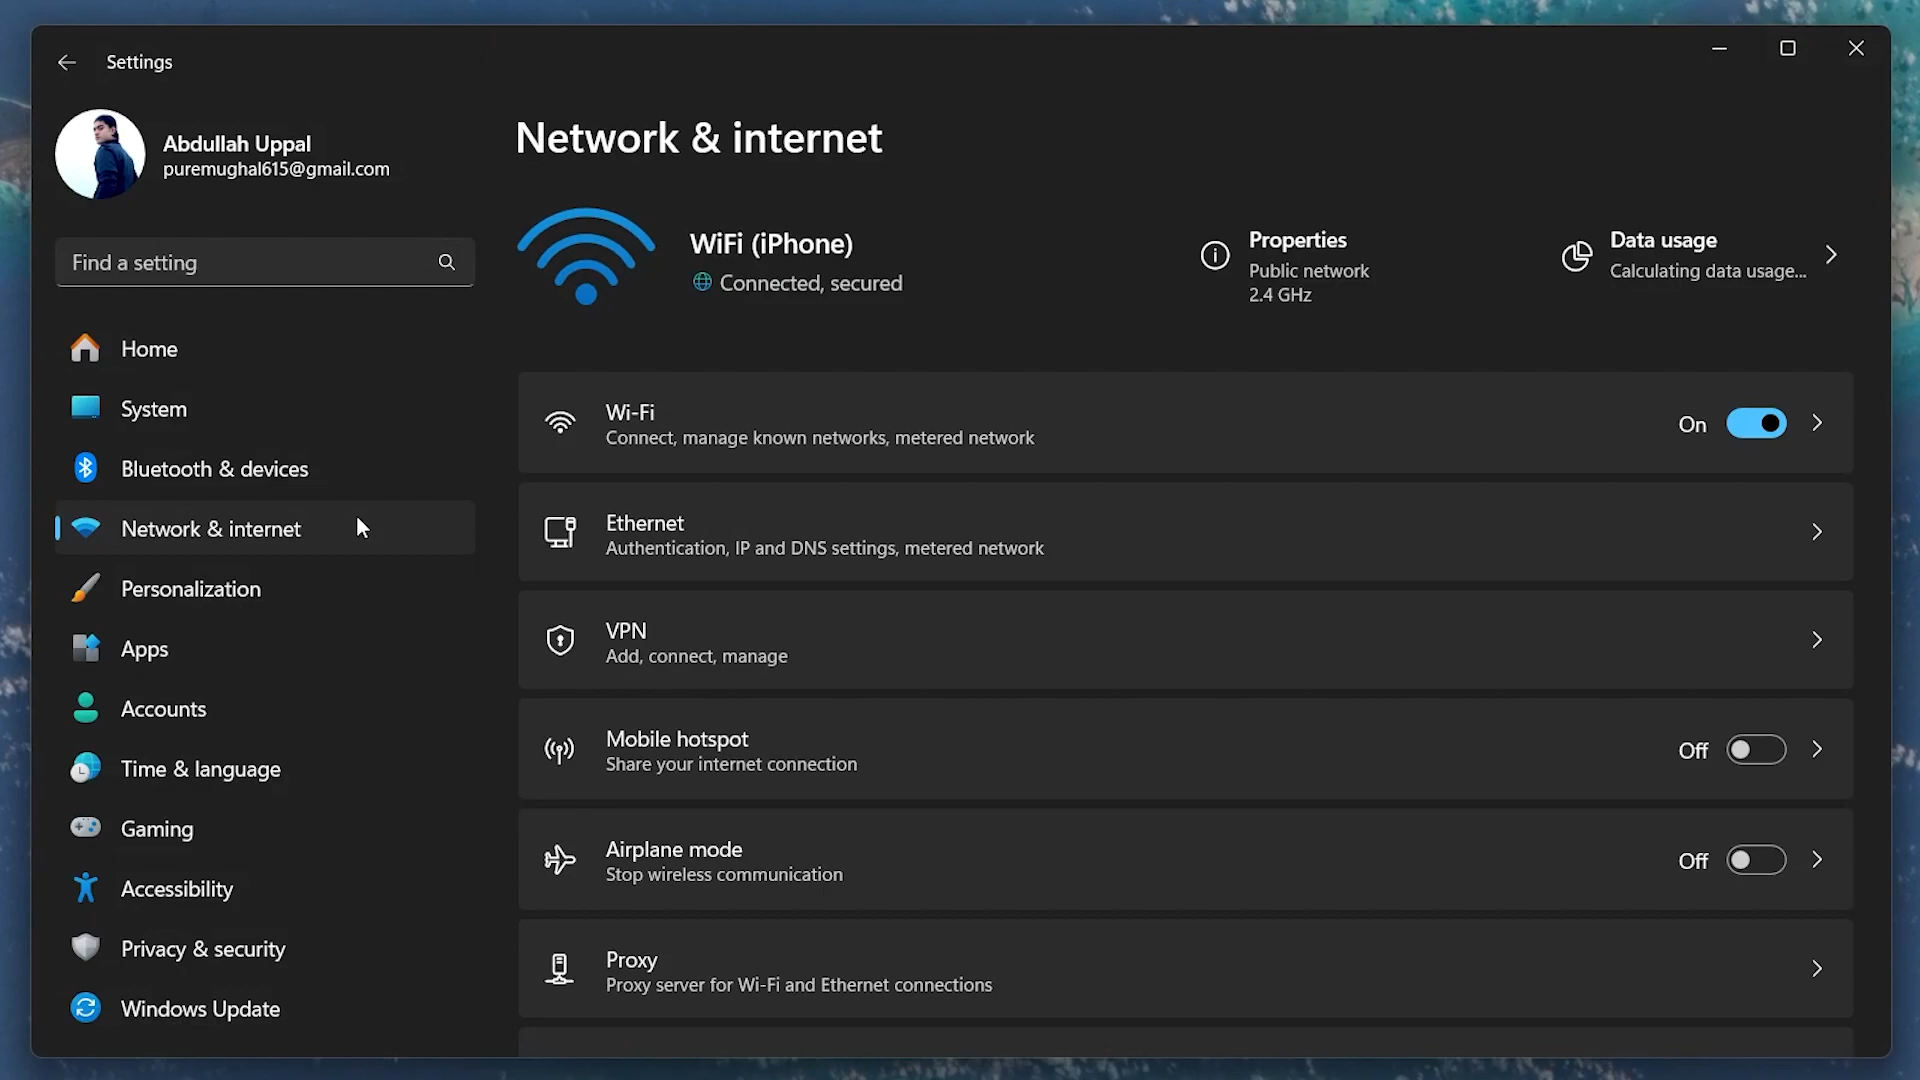 Settings
Abdullah Uppal
puremughal615@gmail.com
Find a setting
Home
System
Bluetooth & devices
Network & internet
Personalization
Apps
Accounts
Time & language
Gaming
Accessibility
Privacy & security
Windows Update
Network & internet
WiFi (iPhone)
Connected, secured
Properties
Public network
2.4 GHz
Data usage
Calculating data usage...
Wi-Fi
Connect, manage known networks, metered network
On
Ethernet
Authentication, IP and DNS settings, metered network
VPN
Add, connect, manage
Mobile hotspot
Share your internet connection
Off
Airplane mode
Stop wireless communication
Off
Proxy
Proxy server for Wi-Fi and Ethernet connections